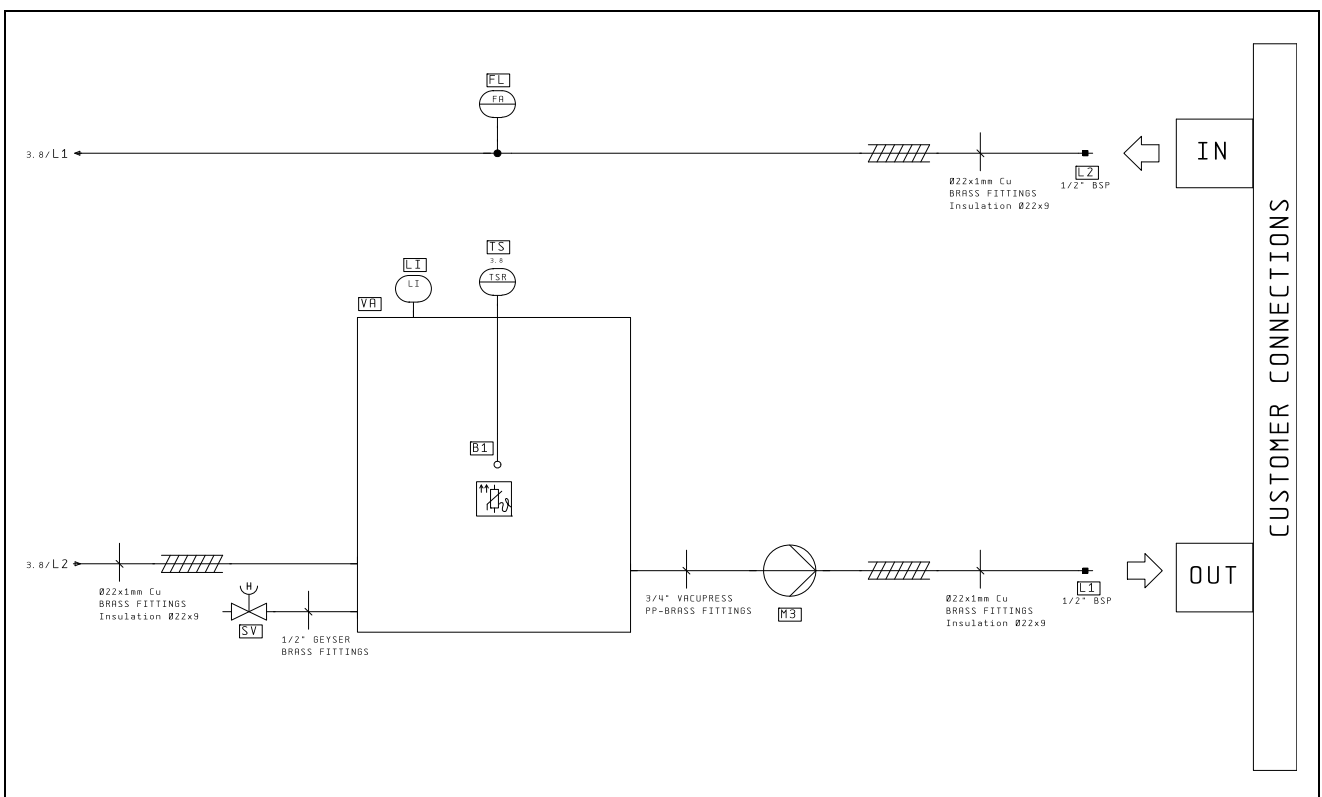 FL
FA
3.8/L1
IN
L2
1/2" BSP
Ø22x1mm Cu
BRASS FITTINGS
Insulation Ø22x9
CUSTOMER CONNECTIONS
TS
3.8
TSR
LI
LI
VA
B1
3.8/L2
Ø22x1mm Cu
BRASS FITTINGS
Insulation Ø22x9
H
SV
1/2" GEYSER
BRASS FITTINGS
3/4" VACUPRESS
PP-BRASS FITTINGS
M3
Ø22x1mm Cu
BRASS FITTINGS
Insulation Ø22x9
L1
1/2" BSP
OUT